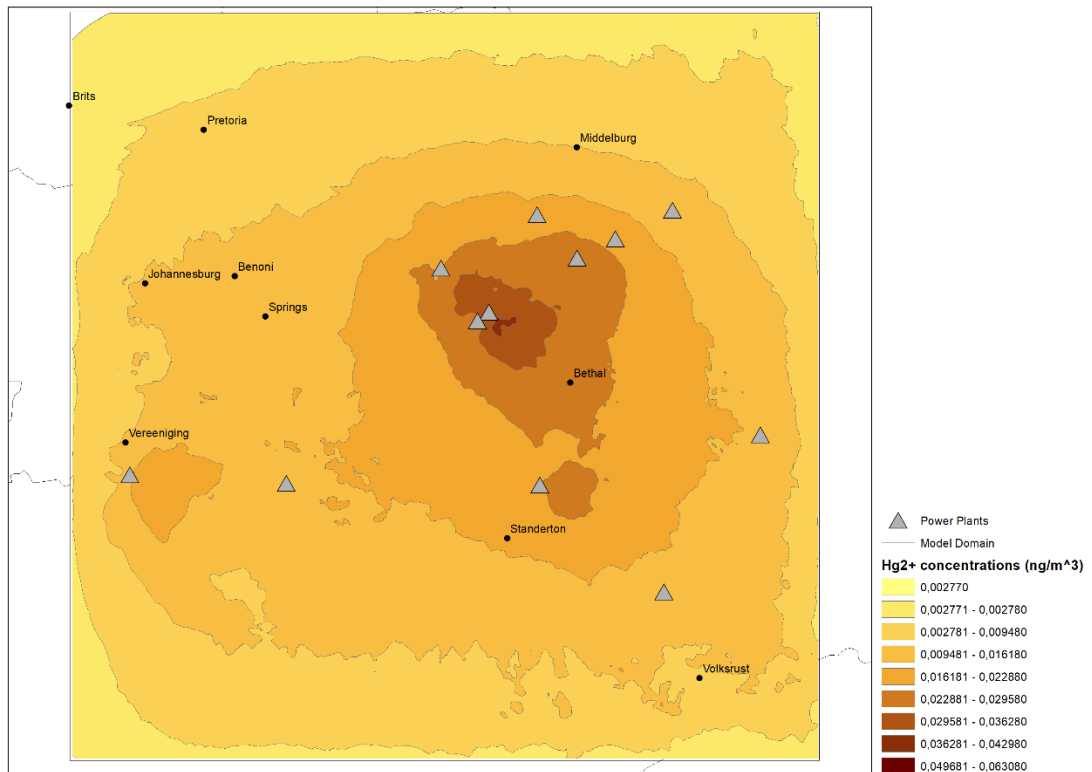 Brits
Pretoria
Middelburg
Johannesburg
Benoni
Springs
Bethal
Vereeniging
Standerton
Volksrust
Power Plants
Model Domain
Hg2+ concentrations (ng/m^3)
0,002770
0,002771 - 0,002780
0,002781 - 0,009480
0,009481 - 0,016180
0,016181 - 0,022880
0,022881 - 0,029580
0,029581 - 0,036280
0,036281 - 0,042980
0,049681 - 0,063080